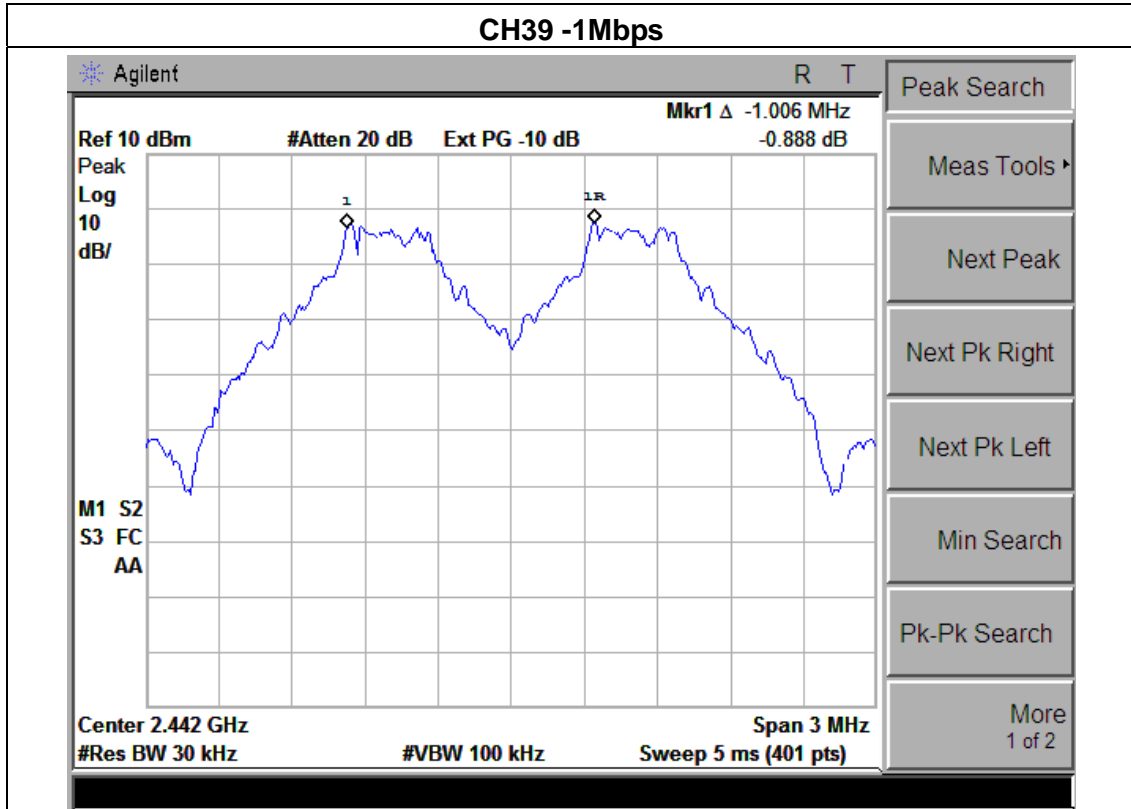 CH39 -1Mbps
Agilent
R T
Mkr1 Δ -1.006 MHz
Ref 10 dBm #Atten 20 dB Ext PG -10 dB -0.888 dB
Peak
Log
10
dB/
1
1R
M1 S2
S3 FC
AA
Center 2.442 GHz Span 3 MHz
#Res BW 30 kHz #VBW 100 kHz Sweep 5 ms (401 pts)
Peak Search
Meas Tools
Next Peak
Next Pk Right
Next Pk Left
Min Search
Pk-Pk Search
More
1 of 2